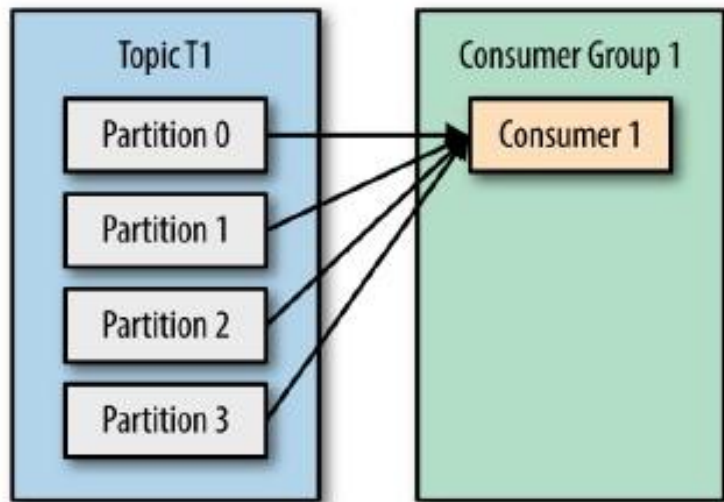 Topic T1
Partition 0
Partition 1
Partition 2
Partition 3
Consumer Group 1
Consumer 1